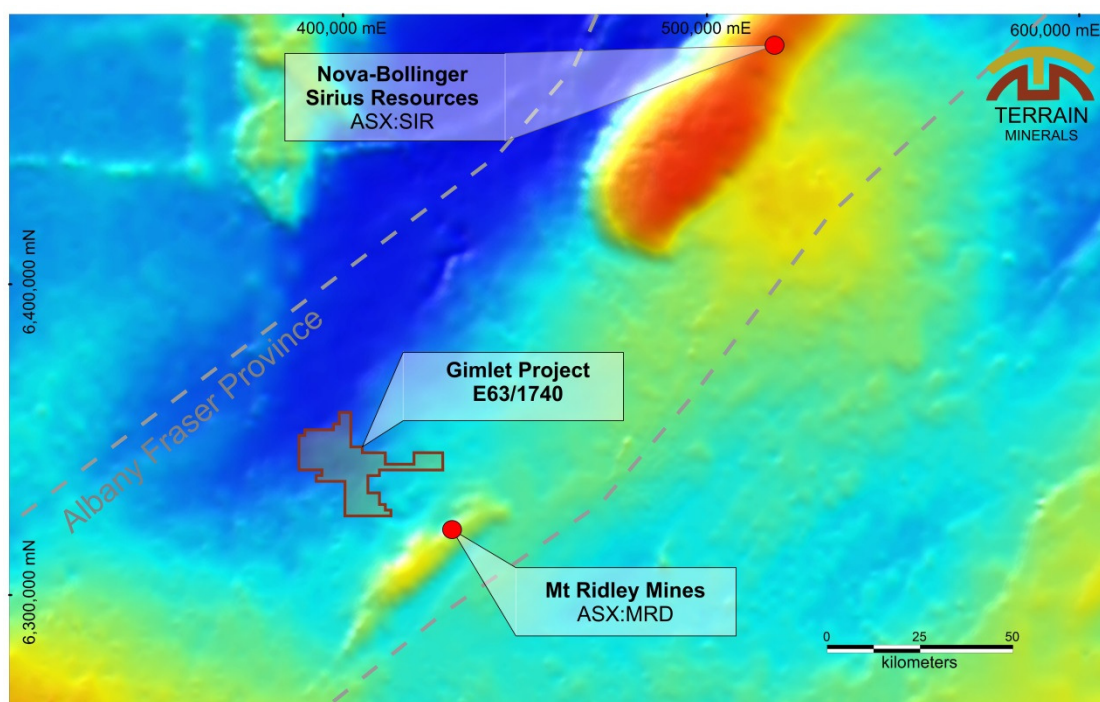 400,000 mE
500,000 mE
600,000 mE
Nova-Bollinger
Sirius Resources
ASX:SIR
TERRAIN
MINERALS
6,400,000 mN
Albany Fraser Province
Gimlet Project
E63/1740
6,300,000 mN
Mt Ridley Mines
ASX:MRD
0 25 50
kilometers